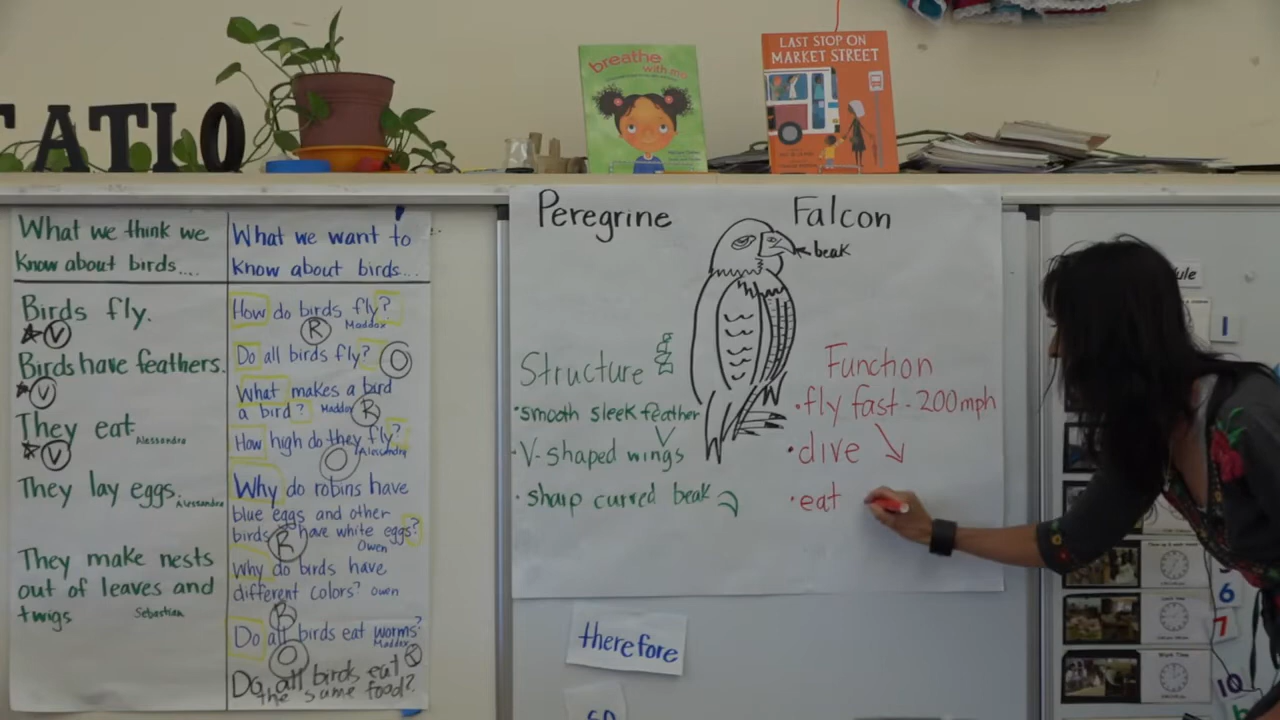 TATIO
breathe
with me
LAST STOP ON
MARKET STREET
What we think we
know about birds....
Birds fly.
V
Birds have feathers.
V
They eat.
Alessandra
V
They lay eggs.
Alessandra
They make nests
out of leaves and
twigs
Sebastian
What we want to
know about birds....
How do birds fly?
R
Maddox
Do all birds fly?
O
What makes a bird
a bird?
Maddox
R
How high do they fly?
Alessandra
O
Why do robins have
blue eggs and other
birds have white eggs?
R
Owen
Why do birds have
different colors? Owen
R
Do all birds eat worms?
Maddox
O
R
Do all birds eat
the same food?
Peregrine Falcon
beak
Structure
• smooth sleek feather
• V-shaped wings
• sharp curved beak
Function
• fly fast - 200mph
• dive
• eat
therefore
so
1
6
7
10